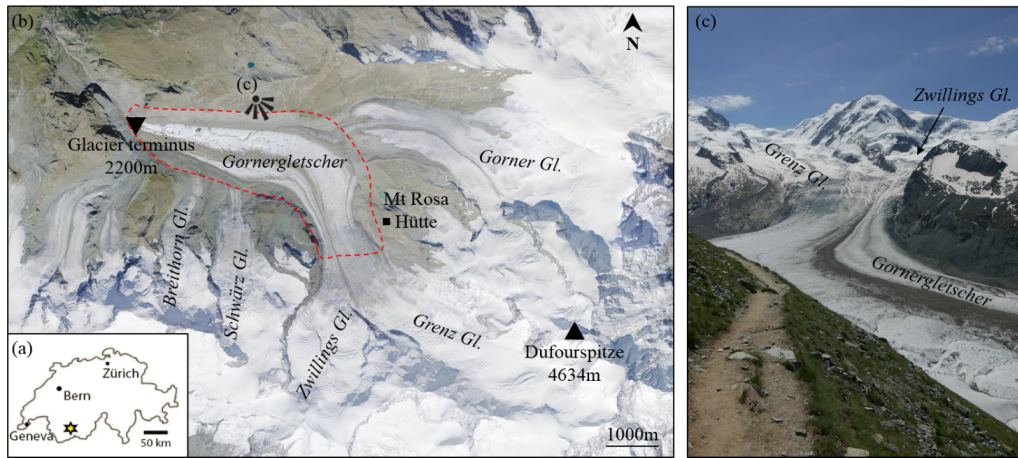 (b)
N
(c)
Glacier terminus
2200m
Gornergletscher
Gorner Gl.
Mt Rosa
Hütte
Breithorn Gl.
Schwärz Gl.
Zwillings Gl.
Grenz Gl.
Dufourspitze
4634m
1000m
(a)
Zürich
Bern
Geneva
50 km
(c)
Zwillings Gl.
Grenz Gl.
Gornergletscher